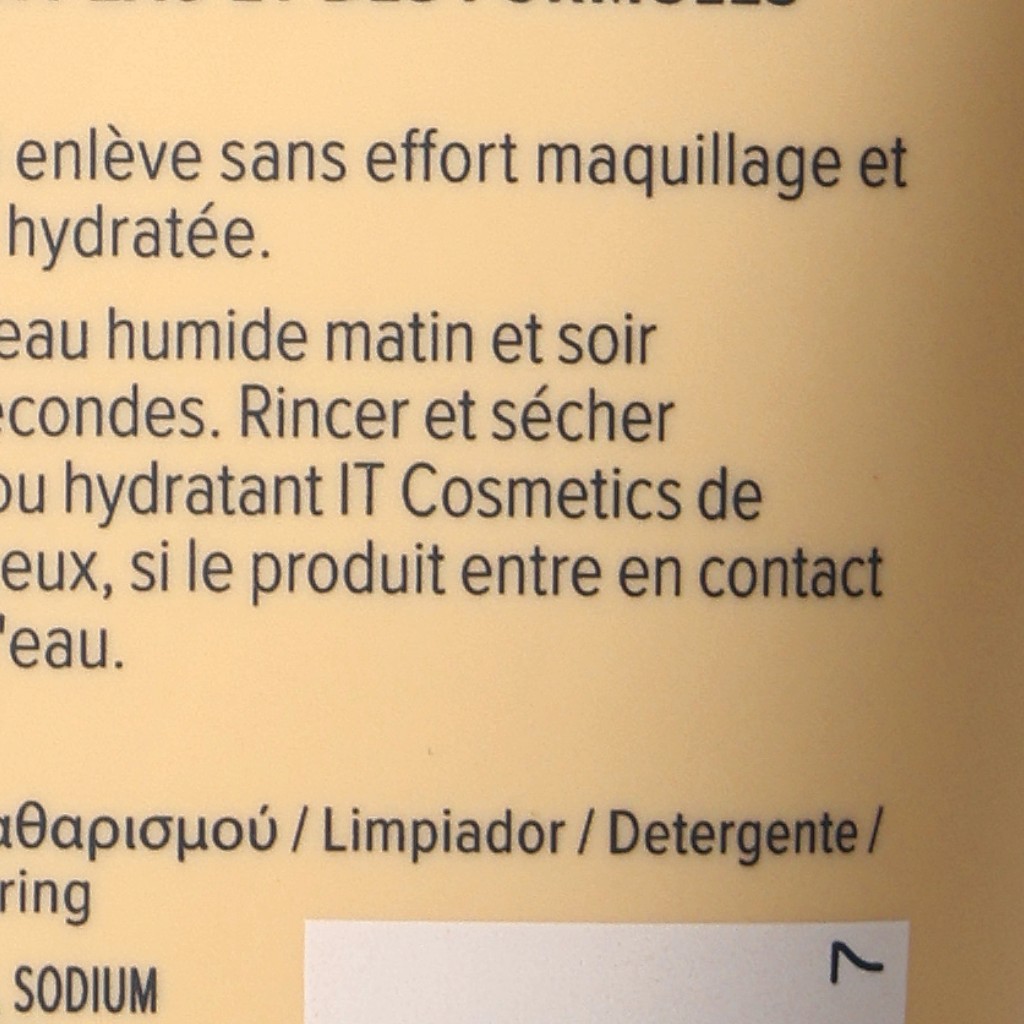 enlève sans effort maquillage et
hydratée.
eau humide matin et soir
econdes. Rincer et sécher
ou hydratant IT Cosmetics de
eux, si le produit entre en contact
'eau.
αθαρισμού / Limpiador / Detergente /
ring
SODIUM
7